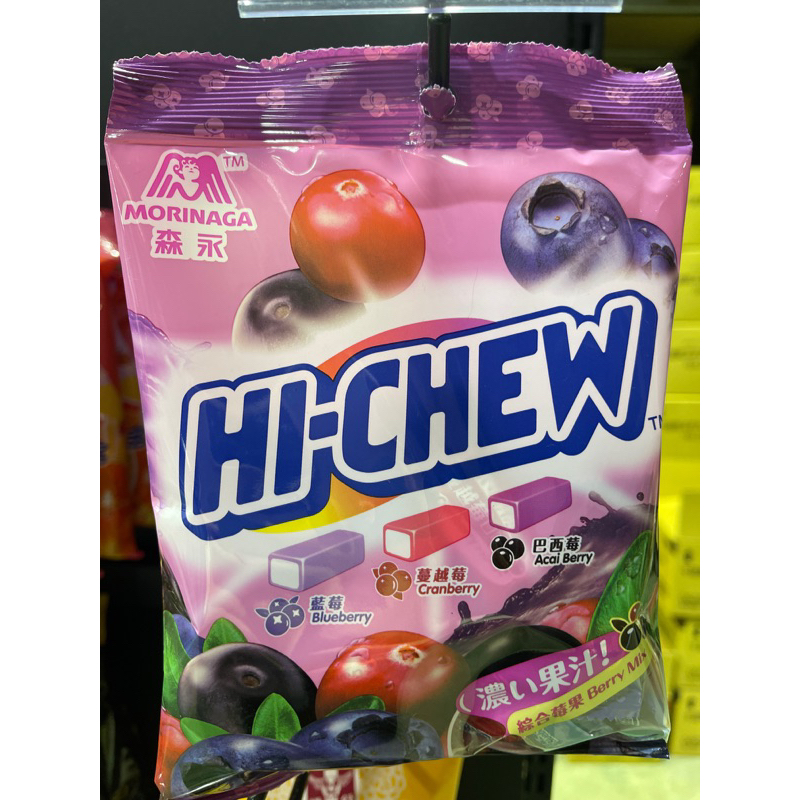 TM
MORINAGA
森永
HI-CHEW
藍莓
Blueberry
蔓越莓
Cranberry
巴西莓
Acai Berry
濃い果汁!
綜合莓果 Berry Mix